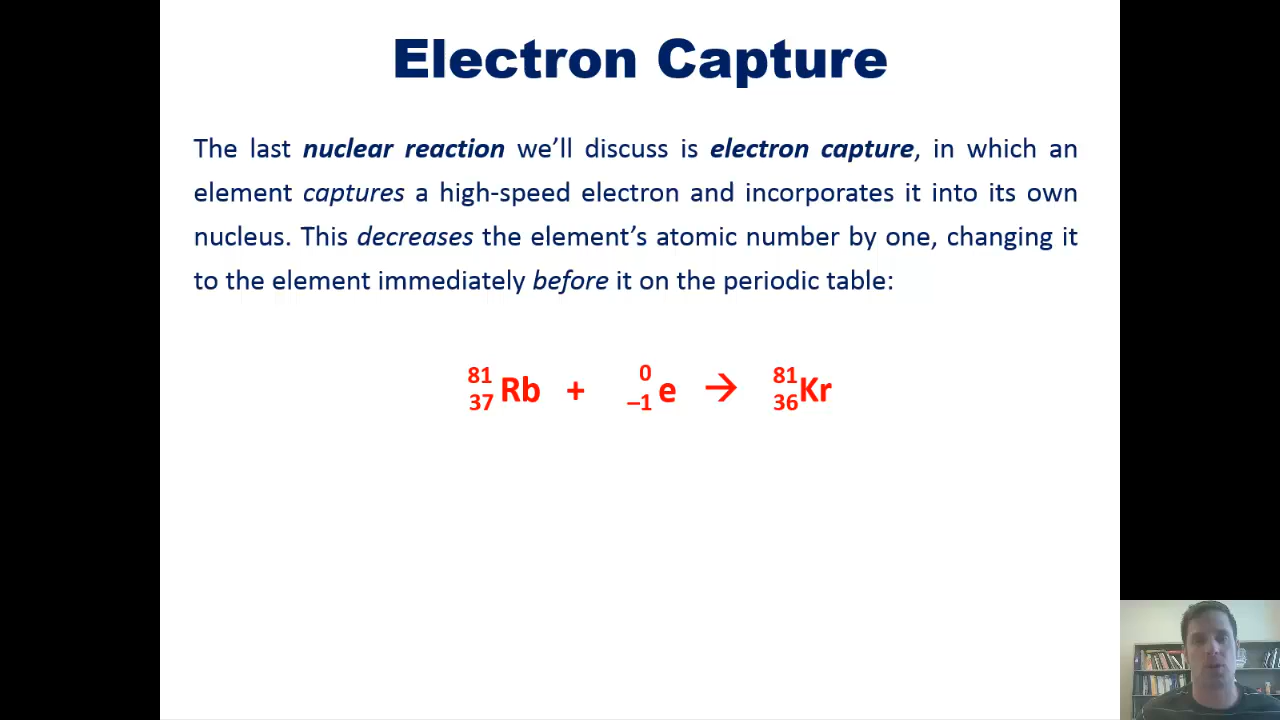 Electron Capture
The last nuclear reaction we’ll discuss is electron capture, in which an
element captures a high-speed electron and incorporates it into its own
nucleus. This decreases the element’s atomic number by one, changing it
to the element immediately before it on the periodic table:
81 37 Rb + 0 –1 e → 81 36 Kr